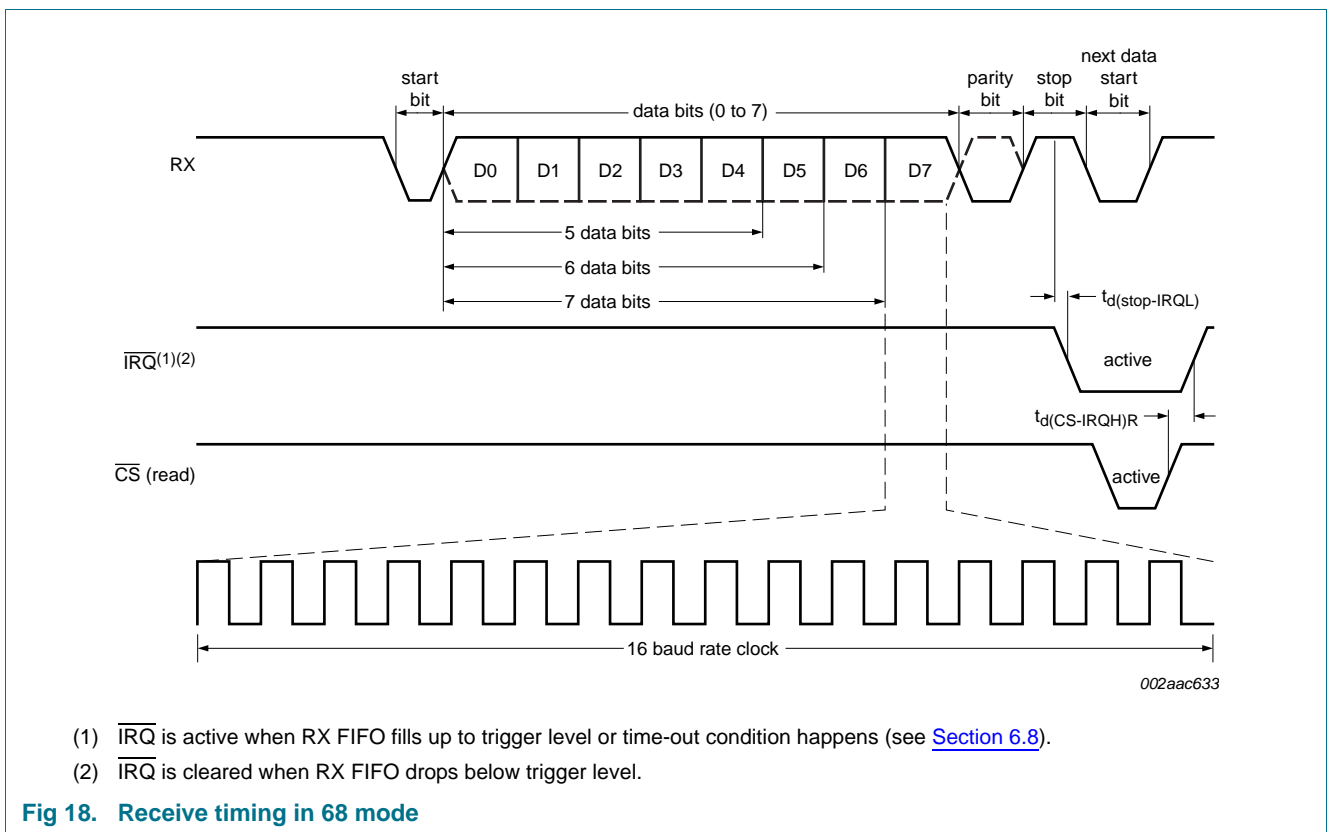 next data
start bit
parity bit
stop bit
start bit
data bits (0 to 7)
RX
D0 D1 D2 D3 D4 D5 D6 D7
5 data bits
6 data bits
7 data bits
td(stop-IRQL)
IRQ(1)(2)
active
td(CS-IRQH)R
CS (read)
active
16 baud rate clock
002aac633
(1) IRQ is active when RX FIFO fills up to trigger level or time-out condition happens (see Section 6.8).
(2) IRQ is cleared when RX FIFO drops below trigger level.
Fig 18. Receive timing in 68 mode